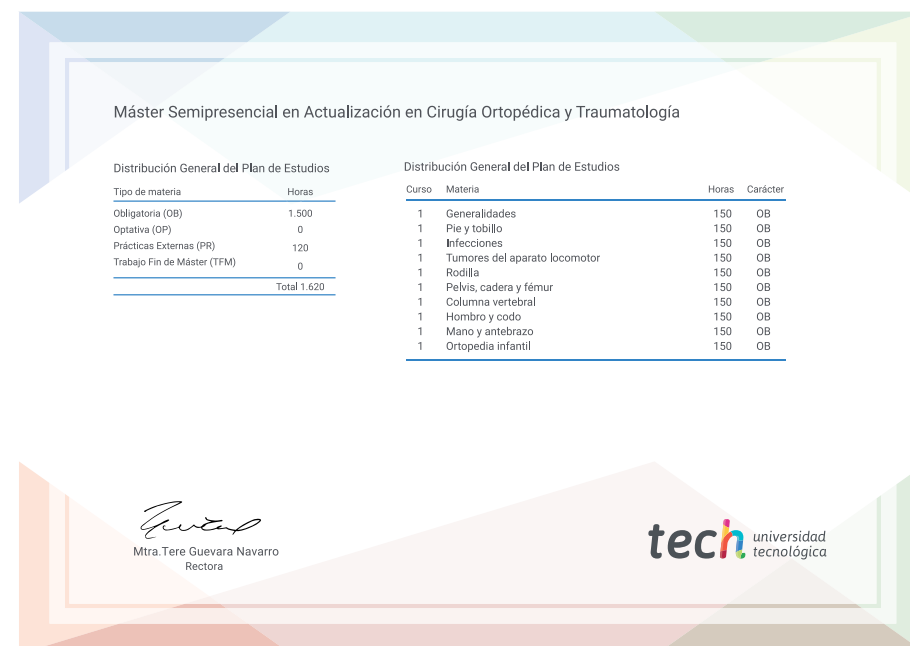 Máster Semipresencial en Actualización en Cirugía Ortopédica y Traumatología
Distribución General del Plan de Estudios
Tipo de materia Horas
Obligatoria (OB) 1.500
Optativa (OP) 0
Prácticas Externas (PR) 120
Trabajo Fin de Máster (TFM) 0
Total 1.620
Distribución General del Plan de Estudios
Curso Materia Horas Carácter
1 Generalidades 150 OB
1 Pie y tobillo 150 OB
1 Infecciones 150 OB
1 Tumores del aparato locomotor 150 OB
1 Rodilla 150 OB
1 Pelvis, cadera y fémur 150 OB
1 Columna vertebral 150 OB
1 Hombro y codo 150 OB
1 Mano y antebrazo 150 OB
1 Ortopedia infantil 150 OB
Mtra.Tere Guevara Navarro
Rectora
tech universidad
tecnológica